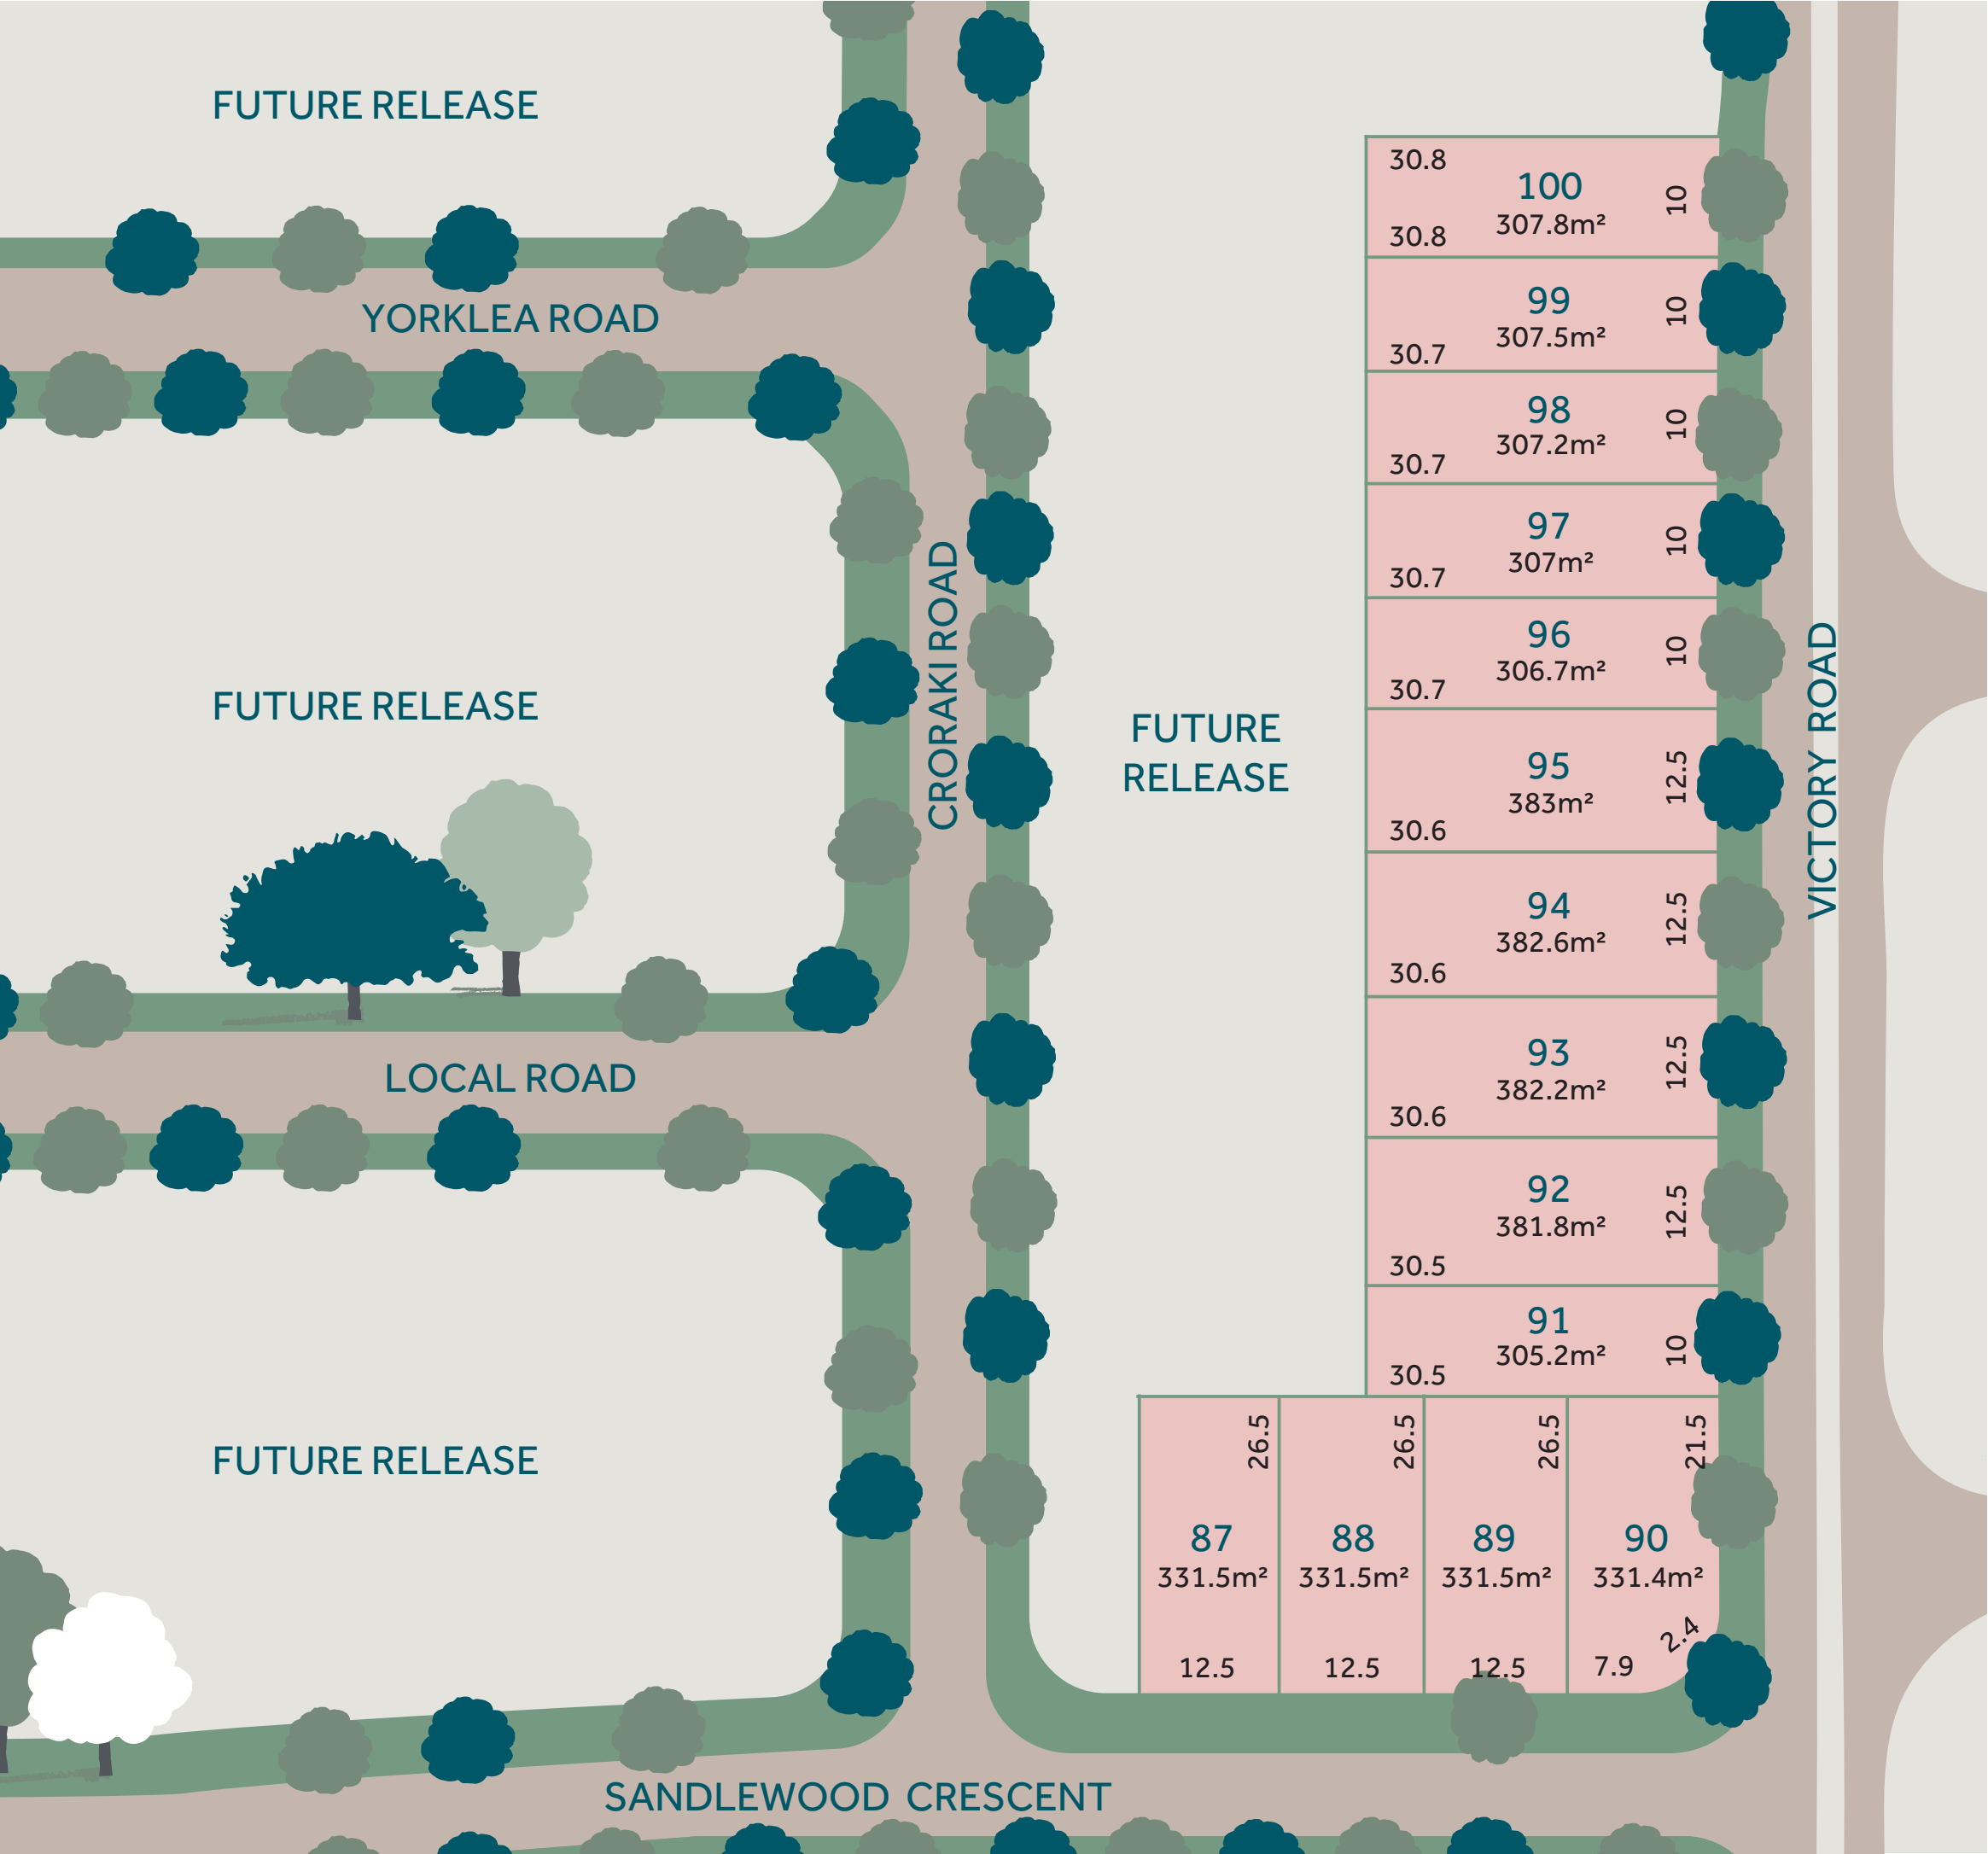 FUTURE RELEASE
YORKLEA ROAD
FUTURE RELEASE
CRORAKI ROAD
FUTURE
RELEASE
LOCAL ROAD
FUTURE RELEASE
SANDLEWOOD CRESCENT
VICTORY ROAD
30.8
100
307.8m²
10
30.8
99
307.5m²
10
30.7
98
307.2m²
10
30.7
97
307m²
10
30.7
96
306.7m²
10
30.7
95
383m²
12.5
30.6
94
382.6m²
12.5
30.6
93
382.2m²
12.5
30.6
92
381.8m²
12.5
30.5
91
305.2m²
10
30.5
26.5
87
331.5m²
12.5
26.5
88
331.5m²
12.5
26.5
89
331.5m²
12.5
21.5
90
331.4m²
2.4
7.9